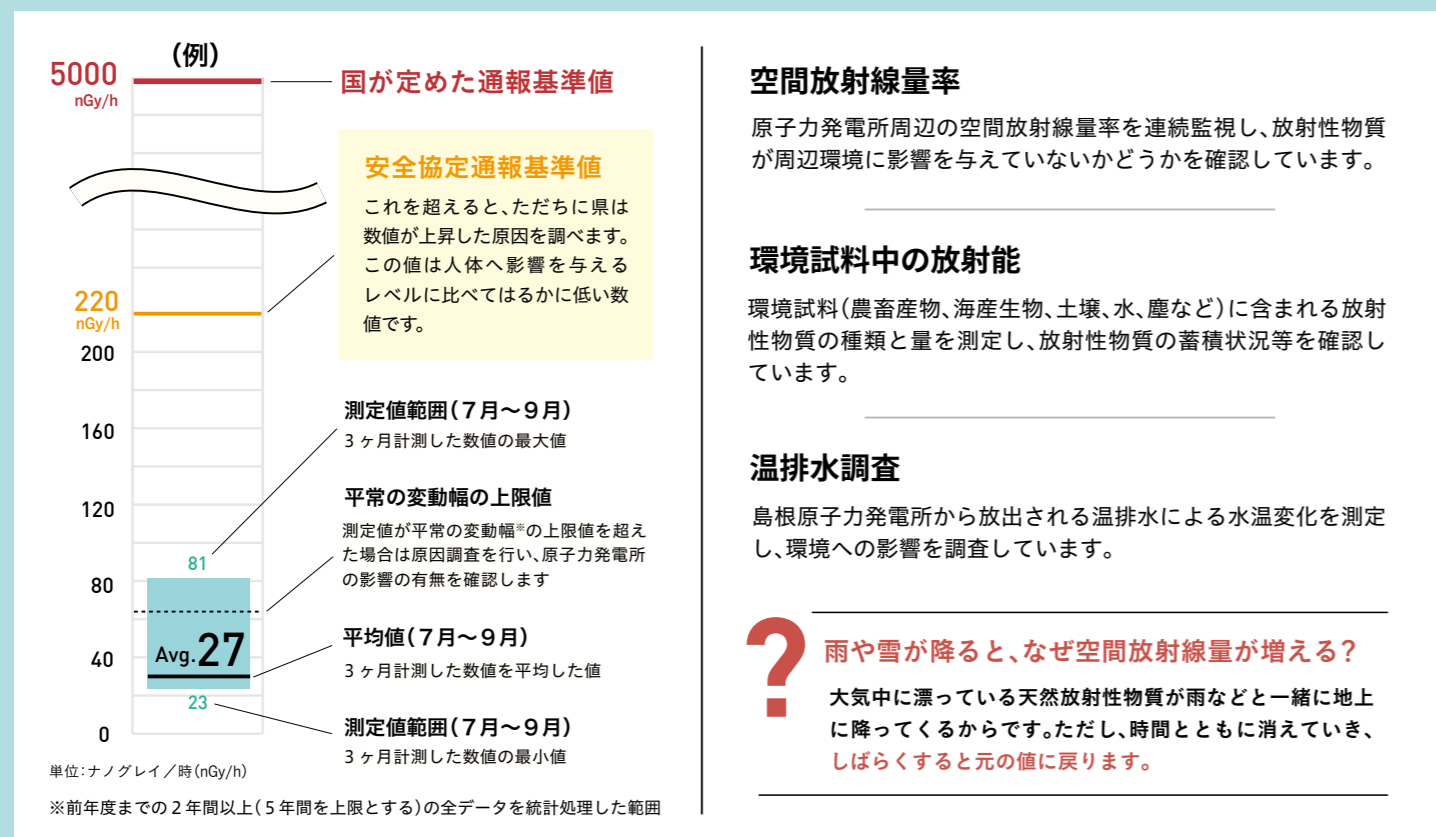 (例)
5000
nGy/h
国が定めた通報基準値
安全協定通報基準値
これを超えると、ただちに県は
数値が上昇した原因を調べます。
この値は人体へ影響を与える
レベルに比べてはるかに低い数
値です。
220
nGy/h
200
160
120
80
40
0
81
Avg.27
23
測定値範囲(7月〜9月)
3ヶ月計測した数値の最大値
平常の変動幅の上限値
測定値が平常の変動幅※の上限値を超え
た場合は原因調査を行い、原子力発電所
の影響の有無を確認します
平均値(7月〜9月)
3ヶ月計測した数値を平均した値
測定値範囲(7月〜9月)
3ヶ月計測した数値の最小値
単位:ナノグレイ/時(nGy/h)
※前年度までの2年間以上(5年間を上限とする)の全データを統計処理した範囲
空間放射線量率
原子力発電所周辺の空間放射線量率を連続監視し、放射性物質
が周辺環境に影響を与えていないかどうかを確認しています。
環境試料中の放射能
環境試料(農畜産物、海産生物、土壌、水、塵など)に含まれる放射
性物質の種類と量を測定し、放射性物質の蓄積状況等を確認し
ています。
温排水調査
島根原子力発電所から放出される温排水による水温変化を測定
し、環境への影響を調査しています。
?
雨や雪が降ると、なぜ空間放射線量が増える?
大気中に漂っている天然放射性物質が雨などと一緒に地上
に降ってくるからです。ただし、時間とともに消えていき、
しばらくすると元の値に戻ります。